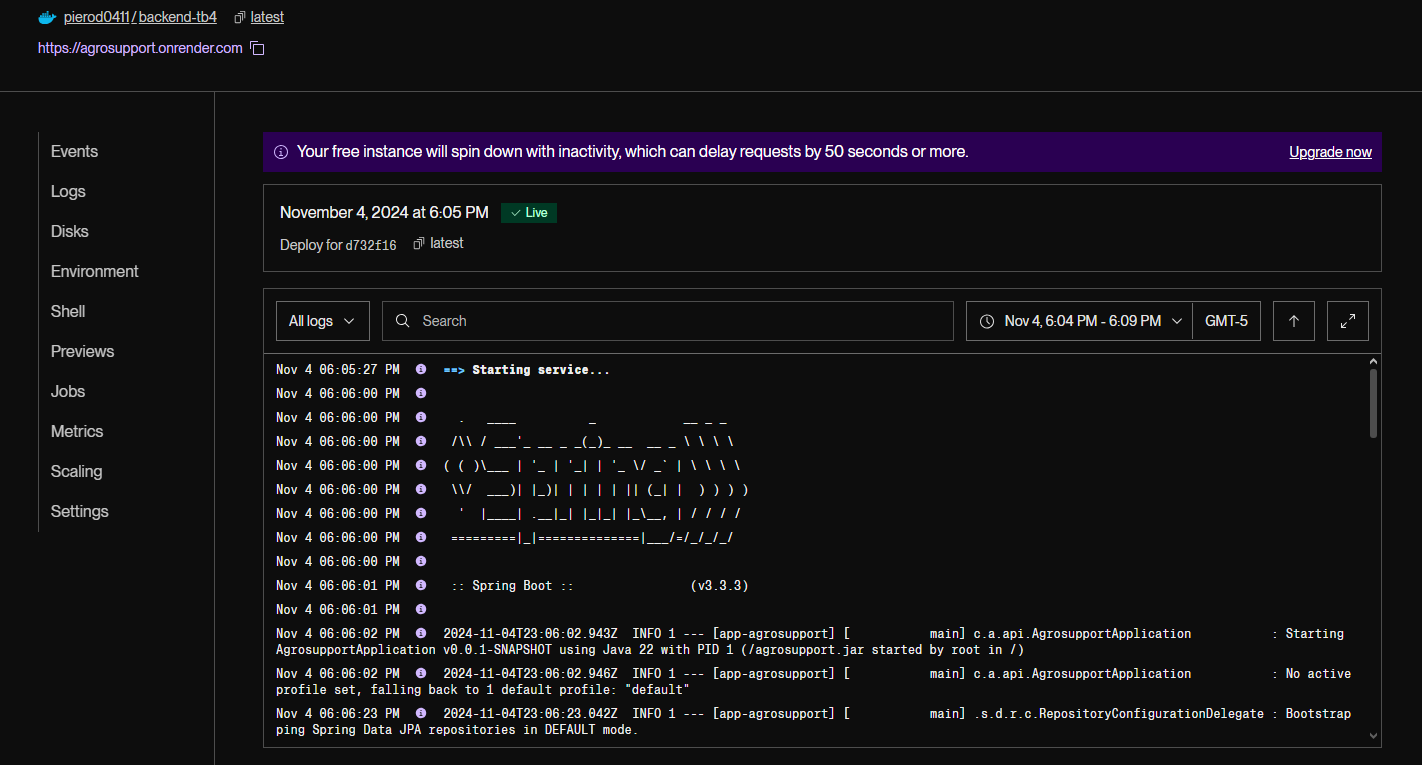 pierod0411/backend-tb4 latest
https://agrosupport.onrender.com
Events
Logs
Disks
Environment
Shell
Previews
Jobs
Metrics
Scaling
Settings
Your free instance will spin down with inactivity, which can delay requests by 50 seconds or more. Upgrade now
November 4, 2024 at 6:05 PM Live
Deploy for d732f16 latest
All logs Search Nov 4, 6:04 PM - 6:09 PM GMT-5
Nov 4 06:05:27 PM ==> Starting service...
Nov 4 06:06:00 PM
Nov 4 06:06:00 PM   .   ____          _            __ _ _
Nov 4 06:06:00 PM  /\\ / ___'_ __ _ _(_)_ __  __ _ \ \ \ \
Nov 4 06:06:00 PM ( ( )\___ | '_ | '_| | '_ \/ _` | \ \ \ \
Nov 4 06:06:00 PM  \\/  ___)| |_)| | | | | || (_| |  ) ) ) )
Nov 4 06:06:00 PM   '  |____| .__|_| |_|_| |_\__, | / / / /
Nov 4 06:06:00 PM  =========|_|==============|___/=/_/_/_/
Nov 4 06:06:00 PM
Nov 4 06:06:01 PM  :: Spring Boot ::                (v3.3.3)
Nov 4 06:06:01 PM
Nov 4 06:06:02 PM 2024-11-04T23:06:02.943Z  INFO 1 --- [app-agrosupport] [           main] c.a.api.AgrosupportApplication           : Starting
AgrosupportApplication v0.0.1-SNAPSHOT using Java 22 with PID 1 (/agrosupport.jar started by root in /)
Nov 4 06:06:02 PM 2024-11-04T23:06:02.946Z  INFO 1 --- [app-agrosupport] [           main] c.a.api.AgrosupportApplication           : No active
profile set, falling back to 1 default profile: "default"
Nov 4 06:06:23 PM 2024-11-04T23:06:23.042Z  INFO 1 --- [app-agrosupport] [           main] .s.d.r.c.RepositoryConfigurationDelegate : Bootstrap
ping Spring Data JPA repositories in DEFAULT mode.